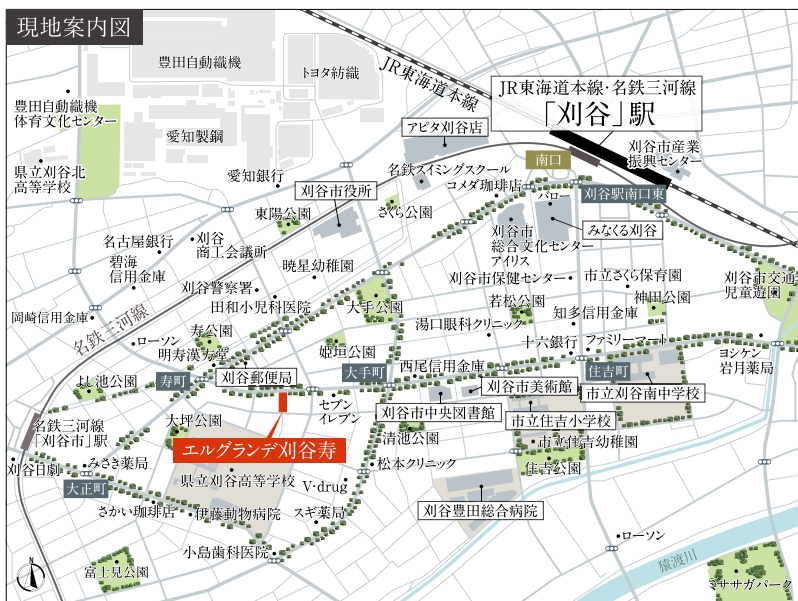 現地案内図
豊田自動織機
トヨタ紡織
JR東海道本線
豊田自動織機
体育文化センター
愛知製鋼
JR東海道本線・名鉄三河線
「刈谷」駅
アピタ刈谷店
刈谷市産業
振興センター
県立刈谷北
高等学校
愛知銀行
名鉄スイミングスクール
南口
コメダ珈琲店
刈谷市役所
バロー
刈谷駅南口東
東陽公園
さくら公園
刈谷市
総合文化センター
アイリス
みなくる刈谷
名古屋銀行
刈谷
商工会議所
碧海
信用金庫
暁星幼稚園
刈谷市保健センター
市立さくら保育園
刈谷市交通
児童遊園
刈谷警察署
田和小児科医院
大手公園
若松公園
神田公園
岡崎信用金庫
名鉄三河線
湯口眼科クリニック
知多信用金庫
ローソン
寿公園
明寿漢方堂
姫垣公園
十六銀行
ファミリーマート
ヨシケン
岩月薬局
よし池公園
寿町
刈谷郵便局
大手町
西尾信用金庫
住吉町
刈谷市美術館
市立刈谷南中学校
セブン
イレブン
刈谷市中央図書館
市立住吉小学校
名鉄三河線
「刈谷市」駅
大坪公園
清池公園
市立住吉幼稚園
エルグランデ刈谷寿
刈谷日劇
みささ薬局
松本クリニック
住吉公園
大正町
県立刈谷高等学校
V・drug
さかい珈琲店
伊藤動物病院
スギ薬局
刈谷豊田総合病院
小島歯科医院
ローソン
猿渡川
富士見公園
ミササガパーク
N